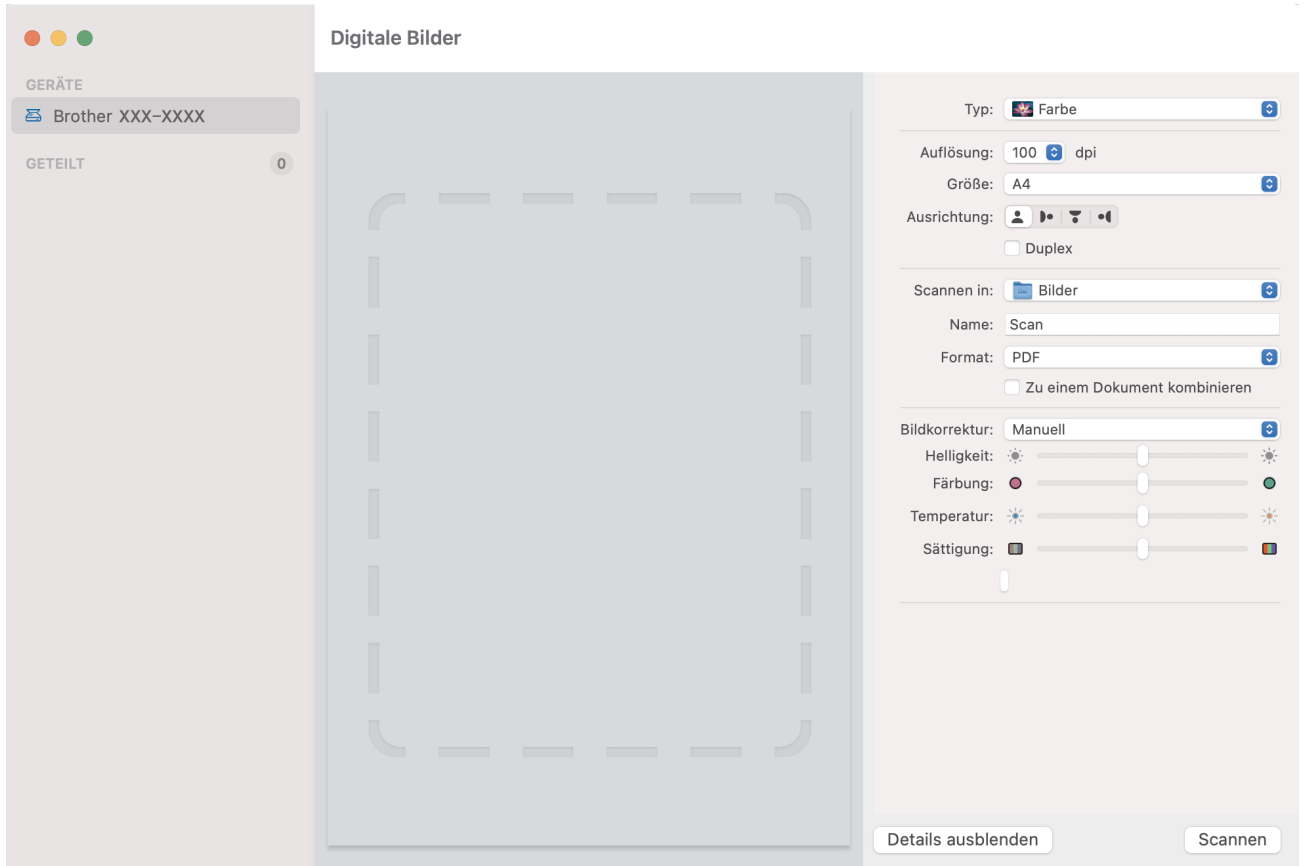 Digitale Bilder
GERÄTE
Brother XXX-XXXX
GETEILT 0
Typ: Farbe
Auflösung: 100 dpi
Größe: A4
Ausrichtung:
Duplex
Scannen in: Bilder
Name: Scan
Format: PDF
Zu einem Dokument kombinieren
Bildkorrektur: Manuell
Helligkeit:
Färbung:
Temperatur:
Sättigung:
Details ausblenden Scannen